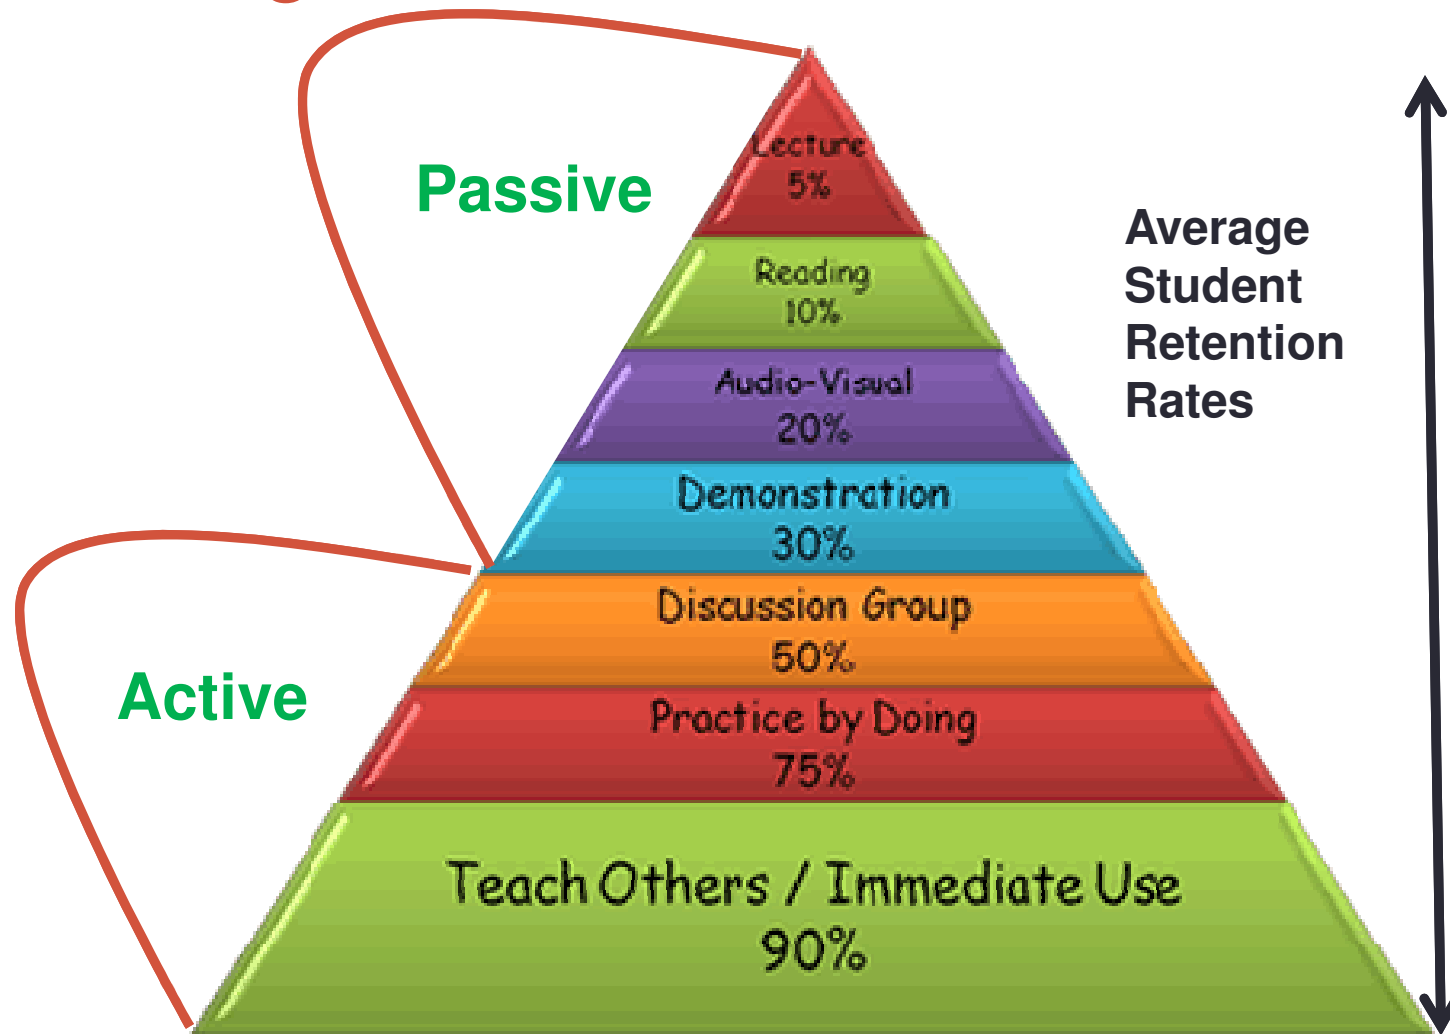 Passive
Lecture
5%
Reading
10%
Audio-Visual
20%
Demonstration
30%
Discussion Group
50%
Practice by Doing
75%
Teach Others / Immediate Use
90%
Active
Average
Student
Retention
Rates